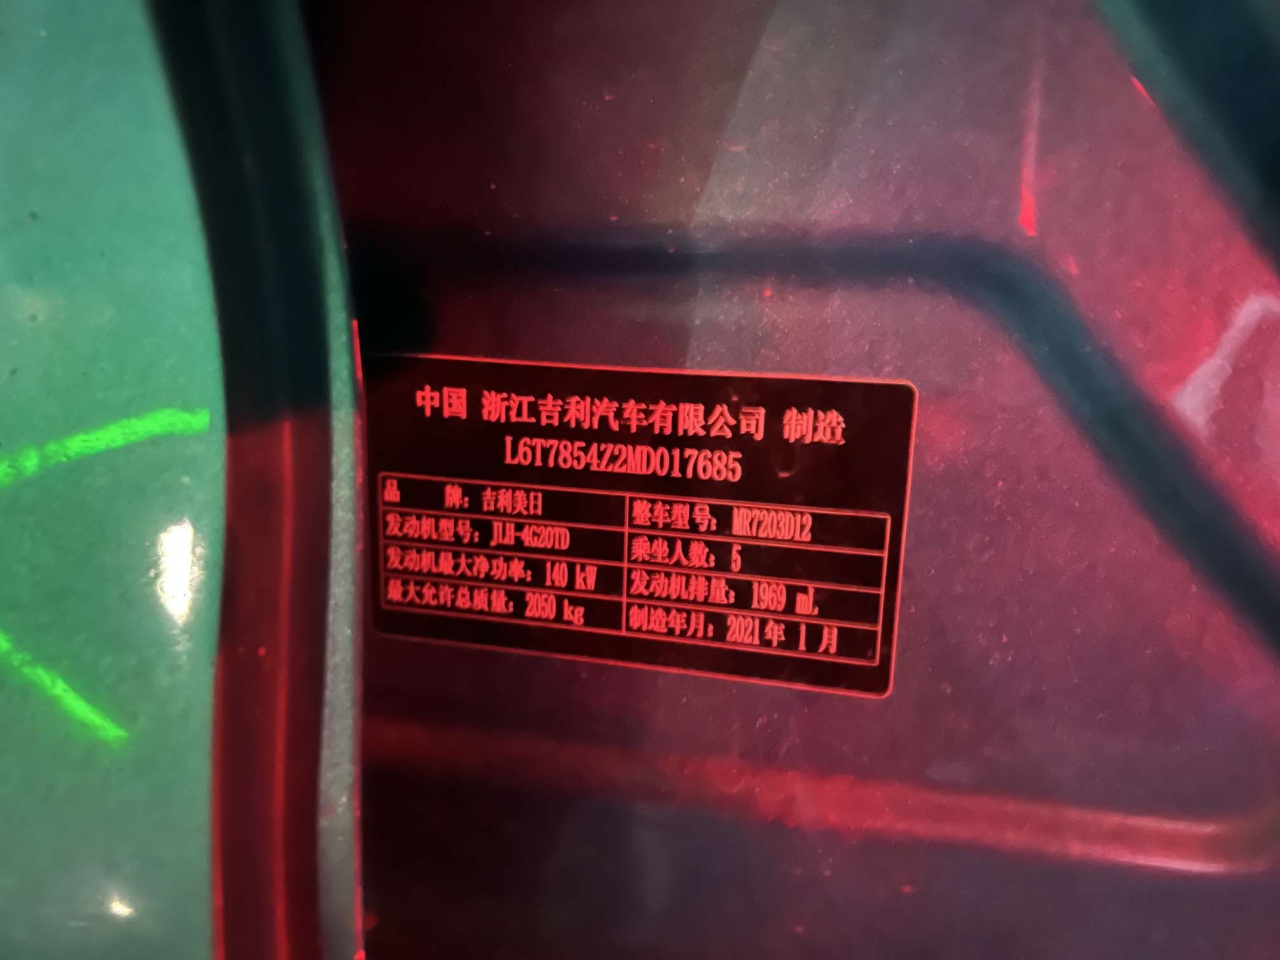 中国 浙江吉利汽车有限公司 制造
L6T7854Z2MD017685
品 牌：吉利美日 整车型号：MR7203D12
发动机型号：JLH-4G20TD 乘坐人数：5
发动机最大净功率：140 kW 发动机排量：1969 mL
最大允许总质量：2050 kg 制造年月：2021年 1 月